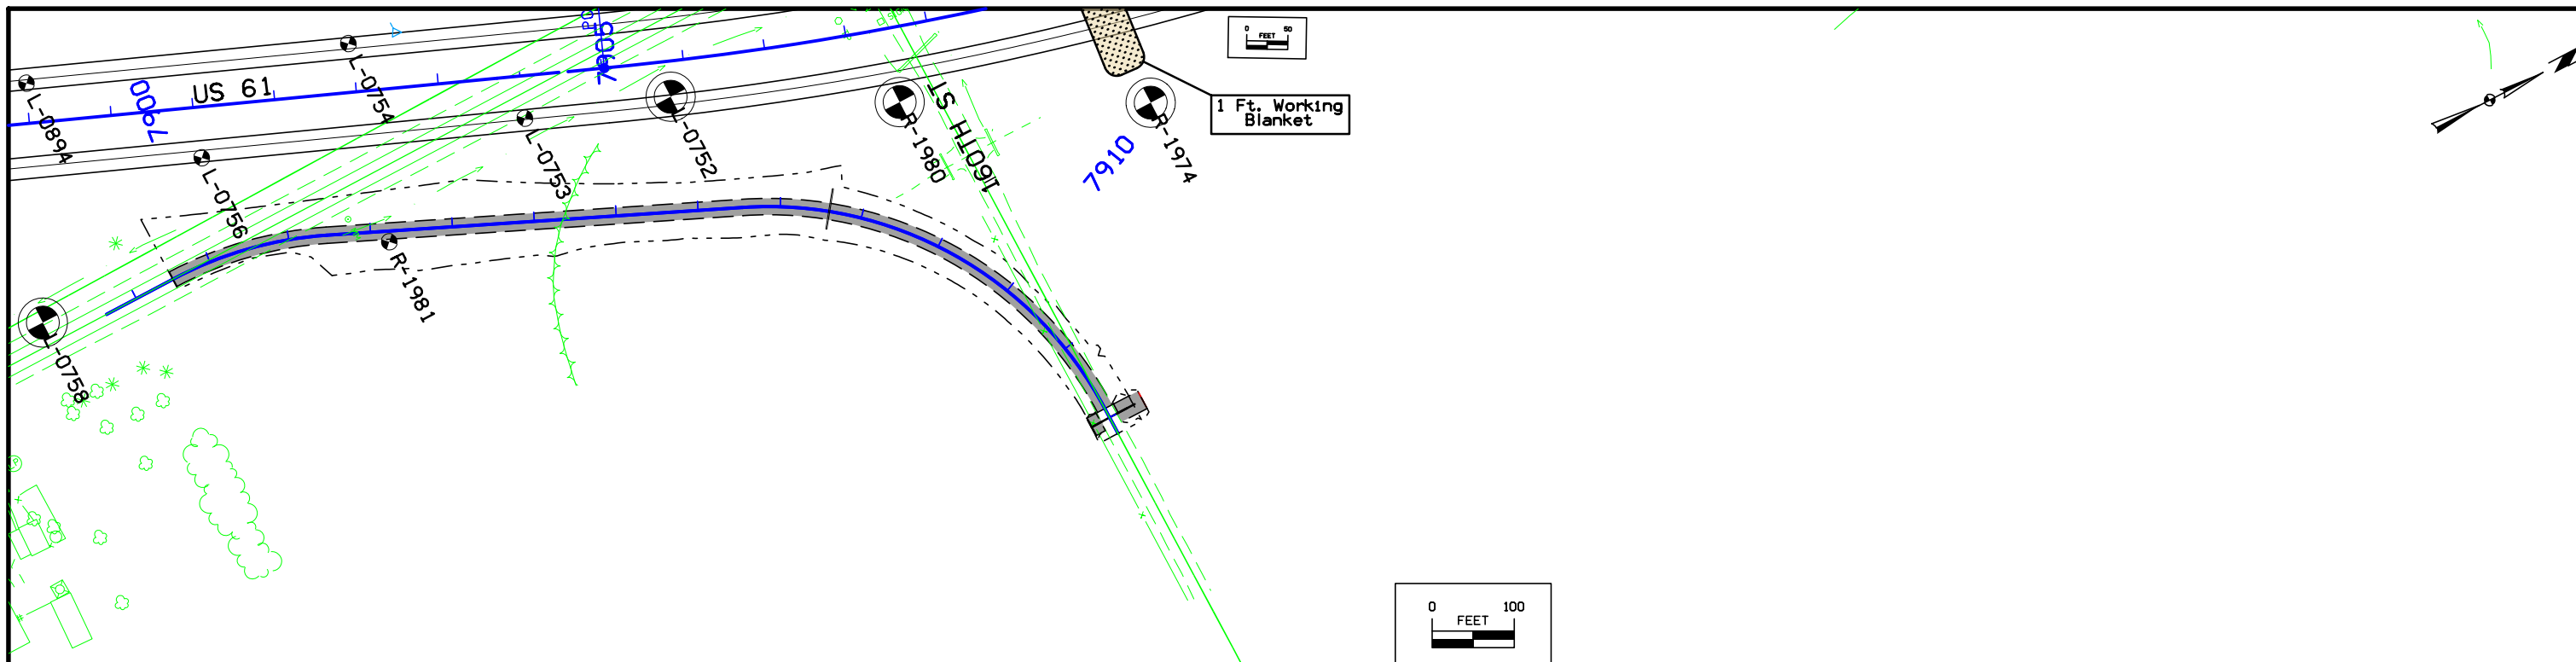 US 61
7900
7905
L-0894
L-0754
L-0756
L-0753
L-0752
R-1980
160TH ST
R-1974
7910
1 Ft. Working
Blanket
0 50
FEET
R-1981
L-0758
0 100
FEET